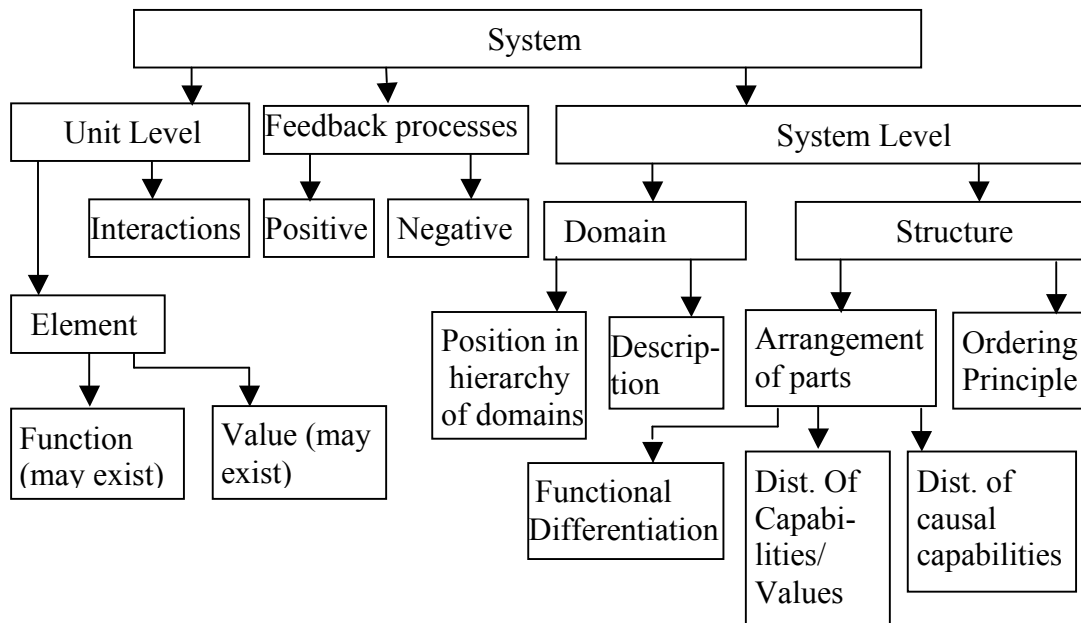 System
Unit Level
Feedback processes
System Level
Interactions
Positive
Negative
Domain
Structure
Element
Position in
hierarchy
of domains
Descrip-
tion
Arrangement
of parts
Ordering
Principle
Function
(may exist)
Value (may
exist)
Functional
Differentiation
Dist. Of
Capabi-
lities/
Values
Dist. of
causal
capabilities